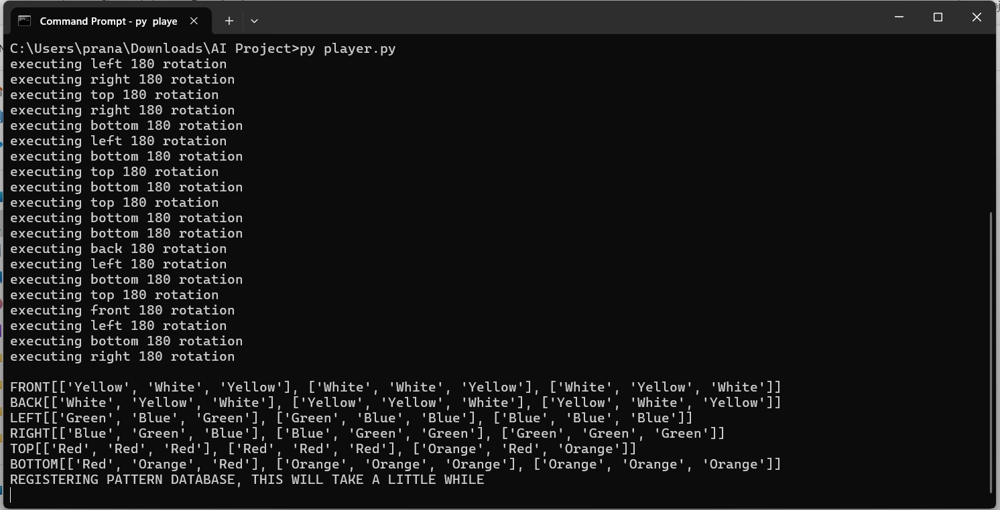 Command Prompt - py playe
C:\Users\prana\Downloads\AI Project>py player.py
executing left 180 rotation
executing right 180 rotation
executing top 180 rotation
executing right 180 rotation
executing bottom 180 rotation
executing left 180 rotation
executing bottom 180 rotation
executing top 180 rotation
executing bottom 180 rotation
executing top 180 rotation
executing bottom 180 rotation
executing bottom 180 rotation
executing back 180 rotation
executing left 180 rotation
executing bottom 180 rotation
executing top 180 rotation
executing front 180 rotation
executing left 180 rotation
executing bottom 180 rotation
executing right 180 rotation
FRONT[['Yellow', 'White', 'Yellow'], ['White', 'White', 'Yellow'], ['White', 'Yellow', 'White']]
BACK[['White', 'Yellow', 'White'], ['Yellow', 'Yellow', 'White'], ['Yellow', 'White', 'Yellow']]
LEFT[['Green', 'Blue', 'Green'], ['Green', 'Blue', 'Blue'], ['Blue', 'Blue', 'Blue']]
RIGHT[['Blue', 'Green', 'Blue'], ['Blue', 'Green', 'Green'], ['Green', 'Green', 'Green']]
TOP[['Red', 'Red', 'Red'], ['Red', 'Red', 'Red'], ['Orange', 'Red', 'Orange']]
BOTTOM[['Red', 'Orange', 'Red'], ['Orange', 'Orange', 'Orange'], ['Orange', 'Orange', 'Orange']]
REGISTERING PATTERN DATABASE, THIS WILL TAKE A LITTLE WHILE